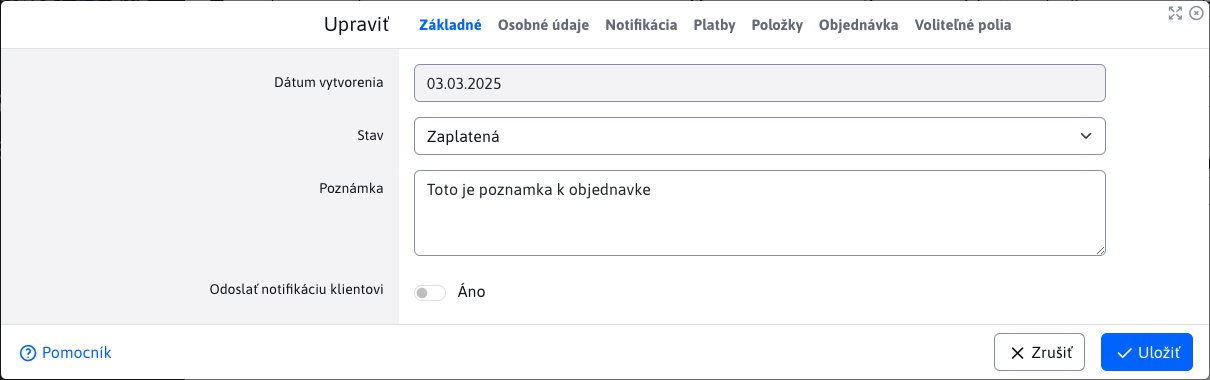 Upraviť Základné Osobné údaje Notifikácia Platby Položky Objednávka Voliteľné polia
Dátum vytvorenia 03.03.2025
Stav Zaplatená
Poznámka Toto je poznamka k objednavke
Odoslať notifikáciu klientovi Áno
Pomocník Zrušiť Uložiť